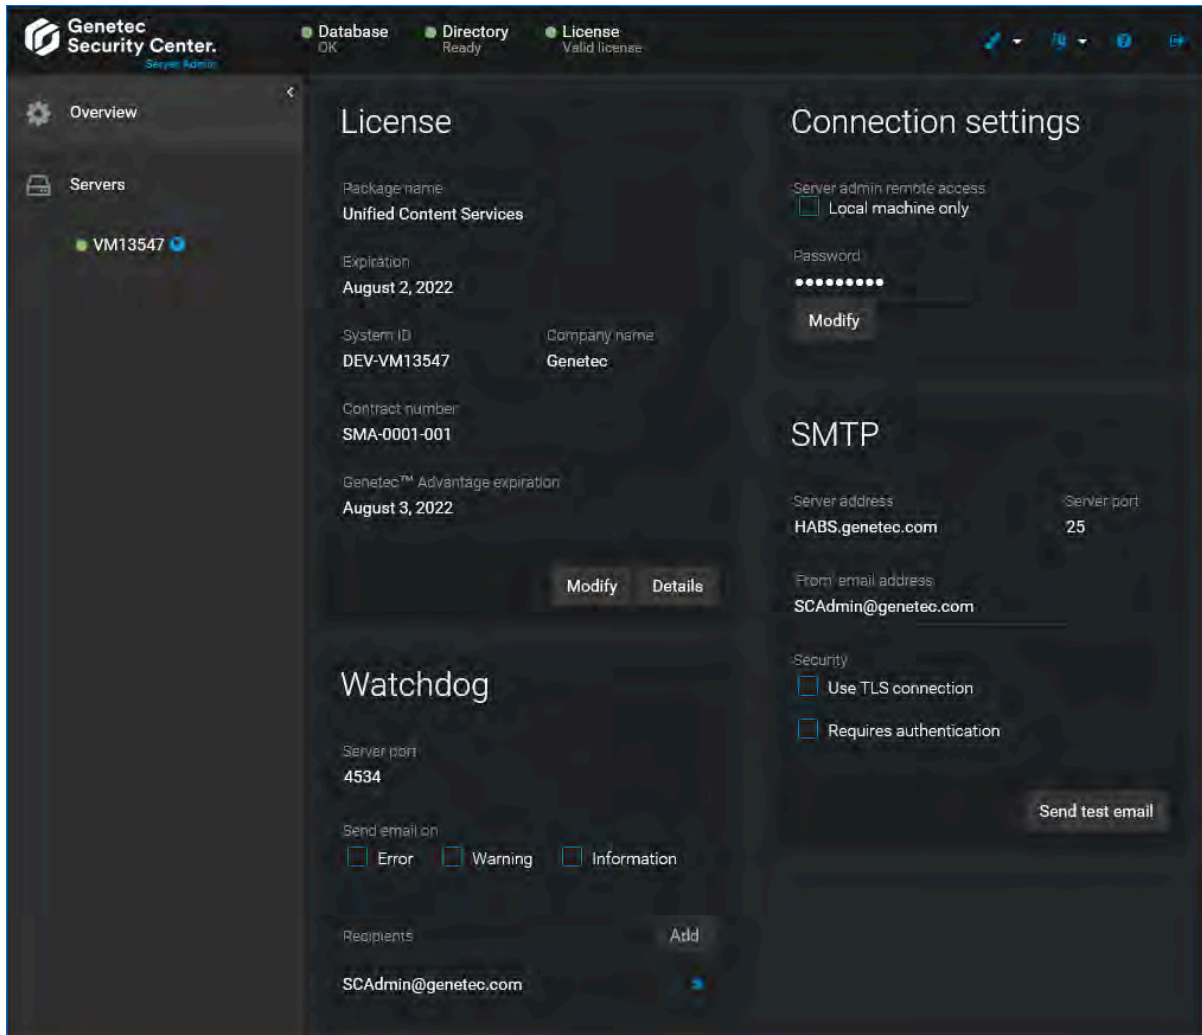 Genetec
Security Center.
Server Admin
Database
OK
Directory
Ready
License
Valid license
Overview
Servers
VM13547
License
Package name
Unified Content Services
Expiration
August 2, 2022
System ID
Company name
DEV-VM13547
Genetec
Contract number
SMA-0001-001
Genetec™ Advantage expiration
August 3, 2022
Modify
Details
Watchdog
Server port
4534
Send email on
Error
Warning
Information
Recipients
Add
SCAdmin@genetec.com
Connection settings
Server admin remote access
Local machine only
Password
•••••••••
Modify
SMTP
Server address
Server port
HABS.genetec.com
25
From email address
SCAdmin@genetec.com
Security
Use TLS connection
Requires authentication
Send test email